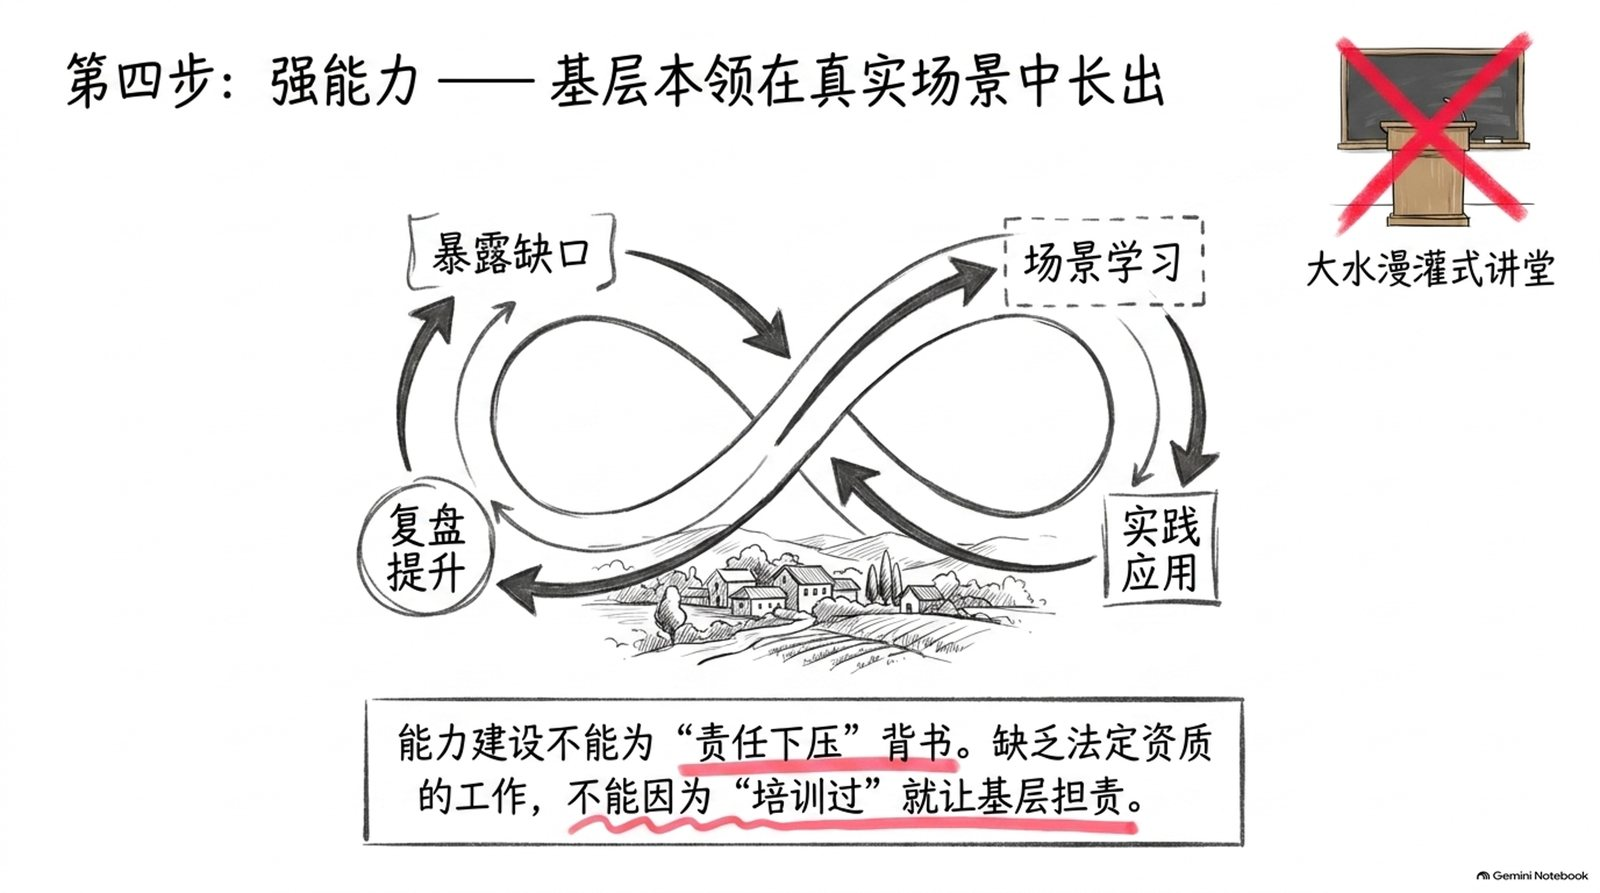 第四步：强能力 —— 基层本领在真实场景中长出
大水漫灌式讲堂
暴露缺口
场景学习
复盘
提升
实践
应用
能力建设不能为“责任下压”背书。缺乏法定资质
的工作，不能因为“培训过”就让基层担责。
Gemini Notebook